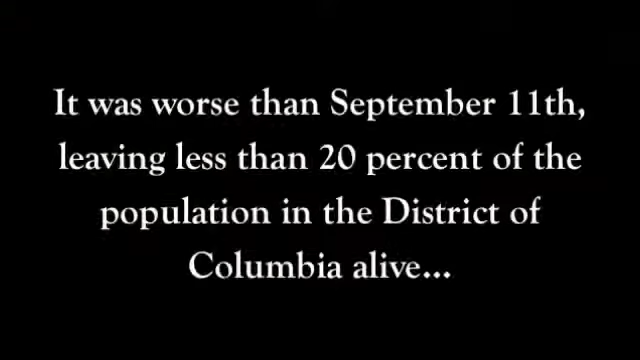 It was worse than September 11th,
leaving less than 20 percent of the
population in the District of
Columbia alive...